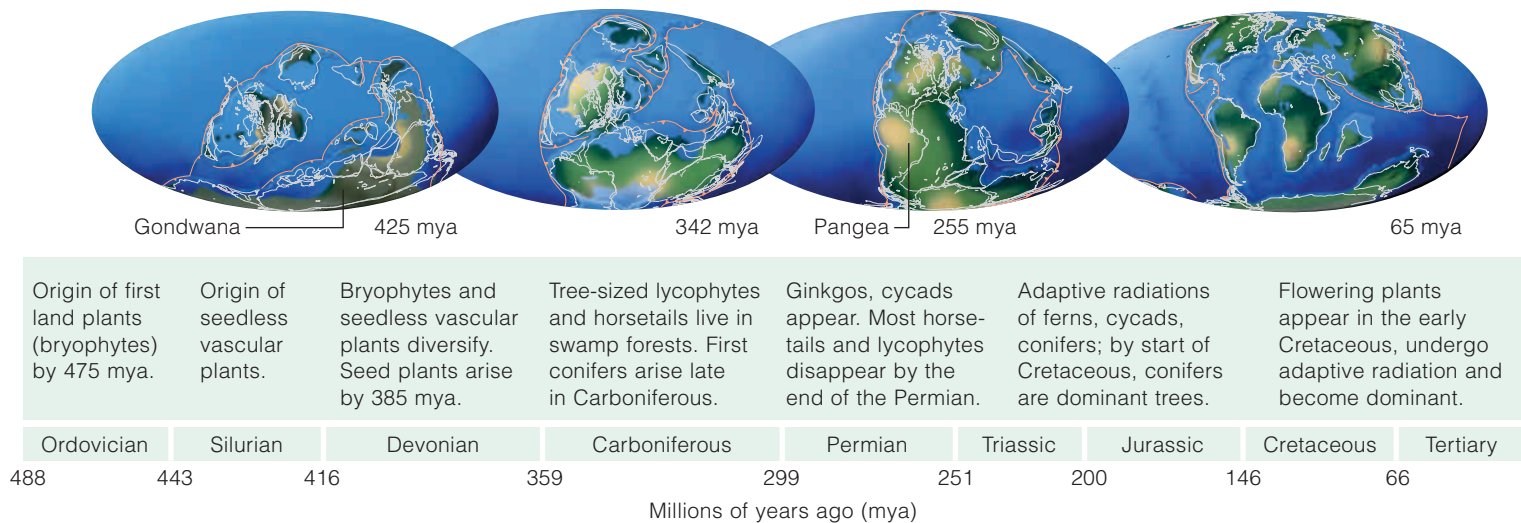 Gondwana
425 mya
342 mya
Pangea
255 mya
65 mya
Origin of first
land plants
(bryophytes)
by 475 mya.
Origin of
seedless
vascular
plants.
Bryophytes and
seedless vascular
plants diversify.
Seed plants arise
by 385 mya.
Tree-sized lycophytes
and horsetails live in
swamp forests. First
conifers arise late
in Carboniferous.
Ginkgos, cycads
appear. Most horse-
tails and lycophytes
disappear by the
end of the Permian.
Adaptive radiations
of ferns, cycads,
conifers; by start of
Cretaceous, conifers
are dominant trees.
Flowering plants
appear in the early
Cretaceous, undergo
adaptive radiation and
become dominant.
Ordovician
Silurian
Devonian
Carboniferous
Permian
Triassic
Jurassic
Cretaceous
Tertiary
488
443
416
359
299
251
200
146
66
Millions of years ago (mya)